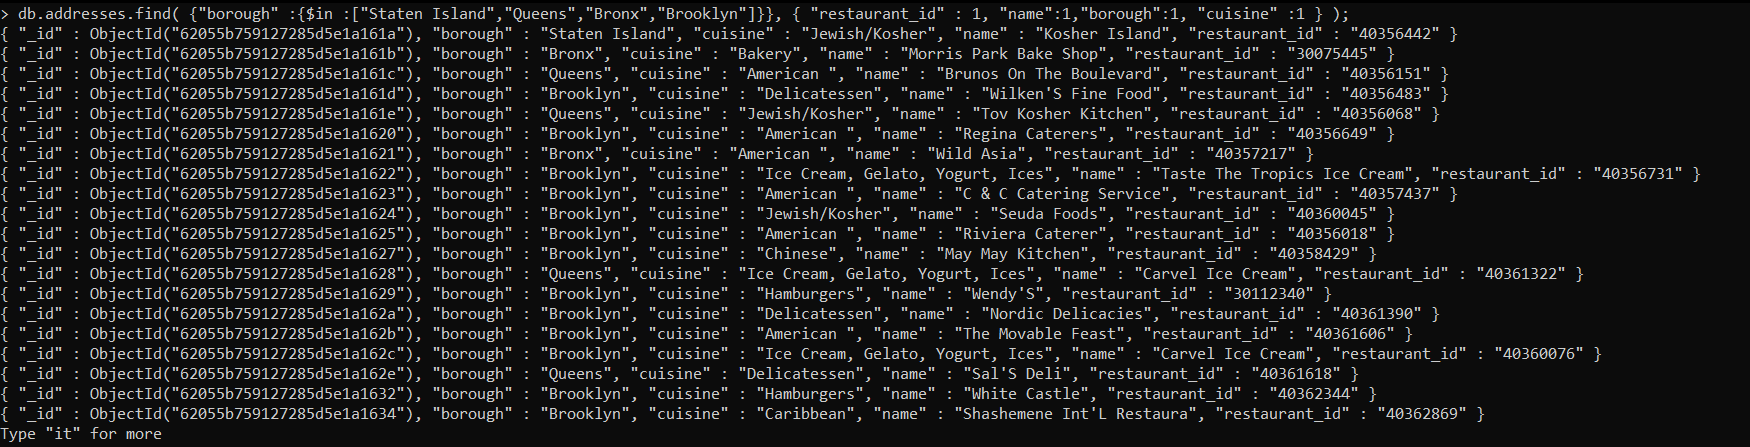 > db.addresses.find( {"borough" :{$in :["Staten Island","Queens","Bronx","Brooklyn"]}}, { "restaurant_id" : 1, "name":1,"borough":1, "cuisine" :1 } );
{ "_id" : ObjectId("62055b759127285d5e1a161a"), "borough" : "Staten Island", "cuisine" : "Jewish/Kosher", "name" : "Kosher Island", "restaurant_id" : "40356442" }
{ "_id" : ObjectId("62055b759127285d5e1a161b"), "borough" : "Bronx", "cuisine" : "Bakery", "name" : "Morris Park Bake Shop", "restaurant_id" : "30075445" }
{ "_id" : ObjectId("62055b759127285d5e1a161c"), "borough" : "Queens", "cuisine" : "American ", "name" : "Brunos On The Boulevard", "restaurant_id" : "40356151" }
{ "_id" : ObjectId("62055b759127285d5e1a161d"), "borough" : "Brooklyn", "cuisine" : "Delicatessen", "name" : "Wilken'S Fine Food", "restaurant_id" : "40356483" }
{ "_id" : ObjectId("62055b759127285d5e1a161e"), "borough" : "Queens", "cuisine" : "Jewish/Kosher", "name" : "Tov Kosher Kitchen", "restaurant_id" : "40356068" }
{ "_id" : ObjectId("62055b759127285d5e1a1620"), "borough" : "Brooklyn", "cuisine" : "American ", "name" : "Regina Caterers", "restaurant_id" : "40356649" }
{ "_id" : ObjectId("62055b759127285d5e1a1621"), "borough" : "Bronx", "cuisine" : "American ", "name" : "Wild Asia", "restaurant_id" : "40357217" }
{ "_id" : ObjectId("62055b759127285d5e1a1622"), "borough" : "Brooklyn", "cuisine" : "Ice Cream, Gelato, Yogurt, Ices", "name" : "Taste The Tropics Ice Cream", "restaurant_id" : "40356731" }
{ "_id" : ObjectId("62055b759127285d5e1a1623"), "borough" : "Brooklyn", "cuisine" : "American ", "name" : "C & C Catering Service", "restaurant_id" : "40357437" }
{ "_id" : ObjectId("62055b759127285d5e1a1624"), "borough" : "Brooklyn", "cuisine" : "Jewish/Kosher", "name" : "Seuda Foods", "restaurant_id" : "40360045" }
{ "_id" : ObjectId("62055b759127285d5e1a1625"), "borough" : "Brooklyn", "cuisine" : "American ", "name" : "Riviera Caterer", "restaurant_id" : "40356018" }
{ "_id" : ObjectId("62055b759127285d5e1a1627"), "borough" : "Brooklyn", "cuisine" : "Chinese", "name" : "May May Kitchen", "restaurant_id" : "40358429" }
{ "_id" : ObjectId("62055b759127285d5e1a1628"), "borough" : "Queens", "cuisine" : "Ice Cream, Gelato, Yogurt, Ices", "name" : "Carvel Ice Cream", "restaurant_id" : "40361322" }
{ "_id" : ObjectId("62055b759127285d5e1a1629"), "borough" : "Brooklyn", "cuisine" : "Hamburgers", "name" : "Wendy'S", "restaurant_id" : "30112340" }
{ "_id" : ObjectId("62055b759127285d5e1a162a"), "borough" : "Brooklyn", "cuisine" : "Delicatessen", "name" : "Nordic Delicacies", "restaurant_id" : "40361390" }
{ "_id" : ObjectId("62055b759127285d5e1a162b"), "borough" : "Brooklyn", "cuisine" : "American ", "name" : "The Movable Feast", "restaurant_id" : "40361606" }
{ "_id" : ObjectId("62055b759127285d5e1a162c"), "borough" : "Brooklyn", "cuisine" : "Ice Cream, Gelato, Yogurt, Ices", "name" : "Carvel Ice Cream", "restaurant_id" : "40360076" }
{ "_id" : ObjectId("62055b759127285d5e1a162e"), "borough" : "Queens", "cuisine" : "Delicatessen", "name" : "Sal'S Deli", "restaurant_id" : "40361618" }
{ "_id" : ObjectId("62055b759127285d5e1a1632"), "borough" : "Brooklyn", "cuisine" : "Hamburgers", "name" : "White Castle", "restaurant_id" : "40362344" }
{ "_id" : ObjectId("62055b759127285d5e1a1634"), "borough" : "Brooklyn", "cuisine" : "Caribbean", "name" : "Shashemene Int'L Restaura", "restaurant_id" : "40362869" }
Type "it" for more